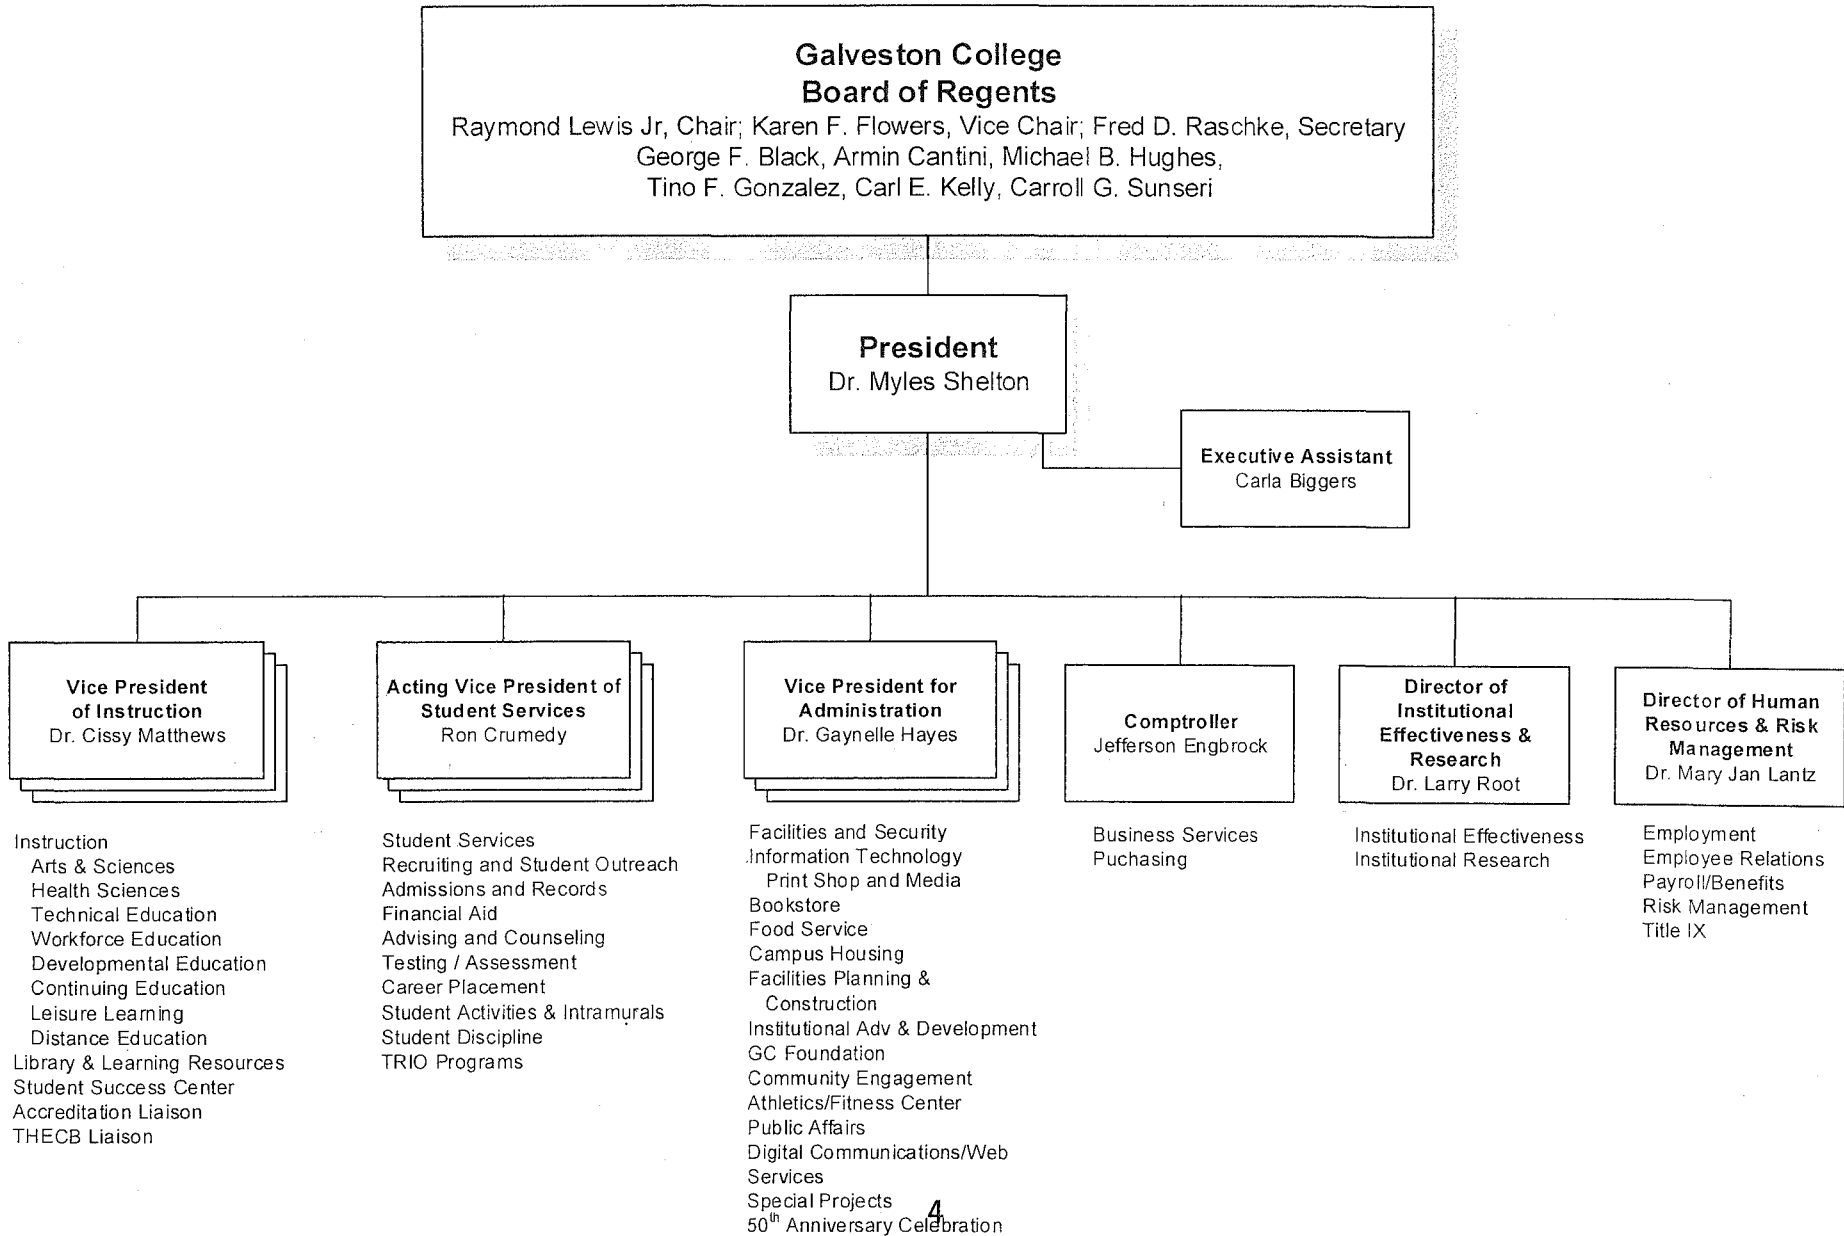 Galveston College
Board of Regents
Raymond Lewis Jr, Chair; Karen F. Flowers, Vice Chair; Fred D. Raschke, Secretary
George F. Black, Armin Cantini, Michael B. Hughes,
Tino F. Gonzalez, Carl E. Kelly, Carroll G. Sunseri
President
Dr. Myles Shelton
Executive Assistant
Carla Biggers
Vice President
of Instruction
Dr. Cissy Matthews
Instruction
Arts & Sciences
Health Sciences
Technical Education
Workforce Education
Developmental Education
Continuing Education
Leisure Learning
Distance Education
Library & Learning Resources
Student Success Center
Accreditation Liaison
THECB Liaison
Acting Vice President of
Student Services
Ron Crumedy
Student Services
Recruiting and Student Outreach
Admissions and Records
Financial Aid
Advising and Counseling
Testing / Assessment
Career Placement
Student Activities & Intramurals
Student Discipline
TRIO Programs
Vice President for
Administration
Dr. Gaynelle Hayes
Facilities and Security
Information Technology
Print Shop and Media
Bookstore
Food Service
Campus Housing
Facilities Planning &
Construction
Institutional Adv & Development
GC Foundation
Community Engagement
Athletics/Fitness Center
Public Affairs
Digital Communications/Web
Services
Special Projects
50th Anniversary Celebration
Comptroller
Jefferson Engbrock
Business Services
Puchasing
Director of
Institutional
Effectiveness &
Research
Dr. Larry Root
Institutional Effectiveness
Institutional Research
Director of Human
Resources & Risk
Management
Dr. Mary Jan Lantz
Employment
Employee Relations
Payroll/Benefits
Risk Management
Title IX
4